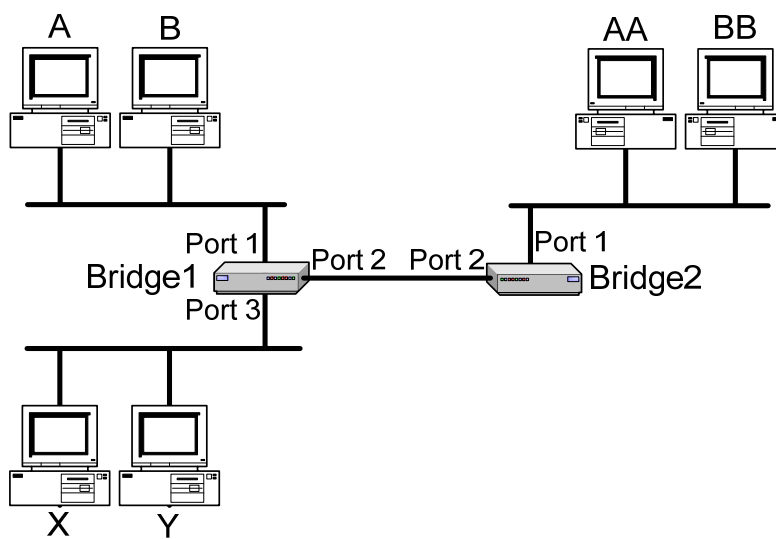 A
B
AA
BB
Port 1
Bridge1
Port 2
Port 2
Port 1
Bridge2
Port 3
X
Y